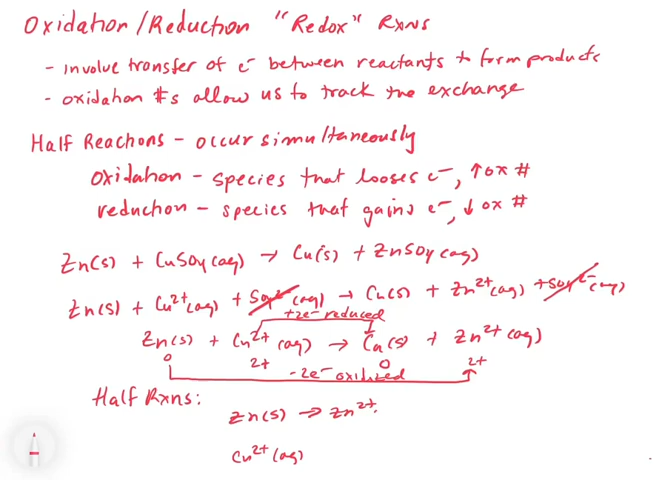 Oxidation/Reduction "Redox" Rxns
- involve transfer of e⁻ between reactants to form products
- oxidation #s allow us to track the exchange
Half Reactions - occur simultaneously
oxidation - species that looses e⁻, ↑ ox #
reduction - species that gains e⁻, ↓ ox #
Zn(s) + CuSO4(aq) → Cu(s) + ZnSO4(aq)
Zn(s) + Cu²⁺(aq) + SO4²⁻(aq) → Cu(s) + Zn²⁺(aq) + SO4²⁻(aq)
+2e⁻ reduced
Zn(s) + Cu²⁺(aq) → Cu(s) + Zn²⁺(aq)
0 2+ 0 2+
-2e⁻ oxidized
Half Rxns:
Zn(s) → Zn²⁺
Cu²⁺(aq)